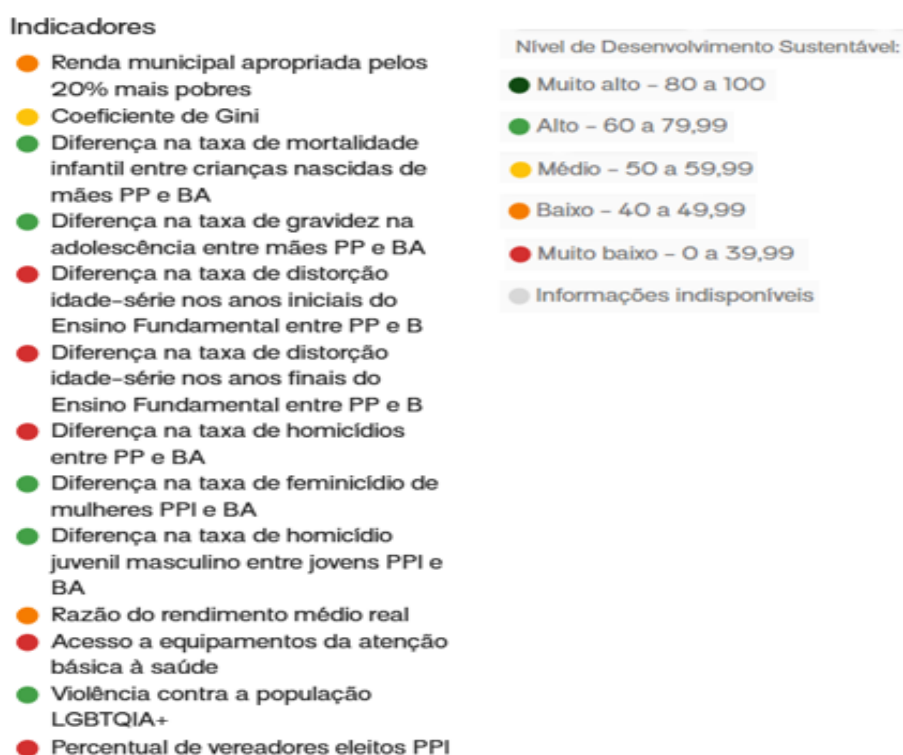 Indicadores
Renda municipal apropriada pelos
20% mais pobres
Coeficiente de Gini
Diferença na taxa de mortalidade
infantil entre crianças nascidas de
mães PP e BA
Diferença na taxa de gravidez na
adolescência entre mães PP e BA
Diferença na taxa de distorção
idade-série nos anos iniciais do
Ensino Fundamental entre PP e B
Diferença na taxa de distorção
idade-série nos anos finais do
Ensino Fundamental entre PP e B
Diferença na taxa de homicídios
entre PP e BA
Diferença na taxa de feminicídio de
mulheres PPI e BA
Diferença na taxa de homicídio
juvenil masculino entre jovens PPI e
BA
Razão do rendimento médio real
Acesso a equipamentos da atenção
básica à saúde
Violência contra a população
LGBTQIA+
Percentual de vereadores eleitos PPI
Nível de Desenvolvimento Sustentável:
Muito alto - 80 a 100
Alto - 60 a 79,99
Médio - 50 a 59,99
Baixo - 40 a 49,99
Muito baixo - 0 a 39,99
Informações indisponíveis